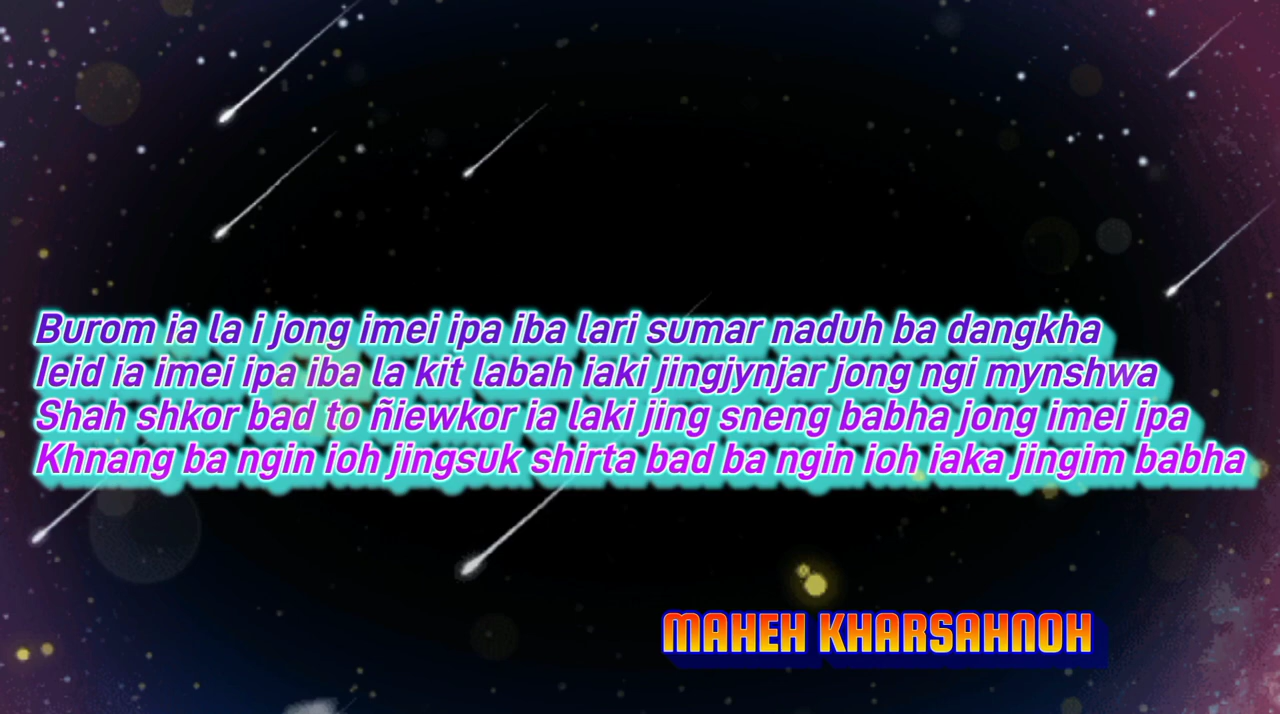 Burom ia la i jong imei ipa iba lari sumar naduh ba dangkha
Ieid ia imei ipa iba la kit labah iaki jingjynjar jong ngi mynshwa
Shah shkor bad to ñiewkor ia laki jing sneng babha jong imei ipa
Khnang ba ngin ioh jingsuk shirta bad ba ngin ioh iaka jingim babha
MAHEH KHARSAHNOH